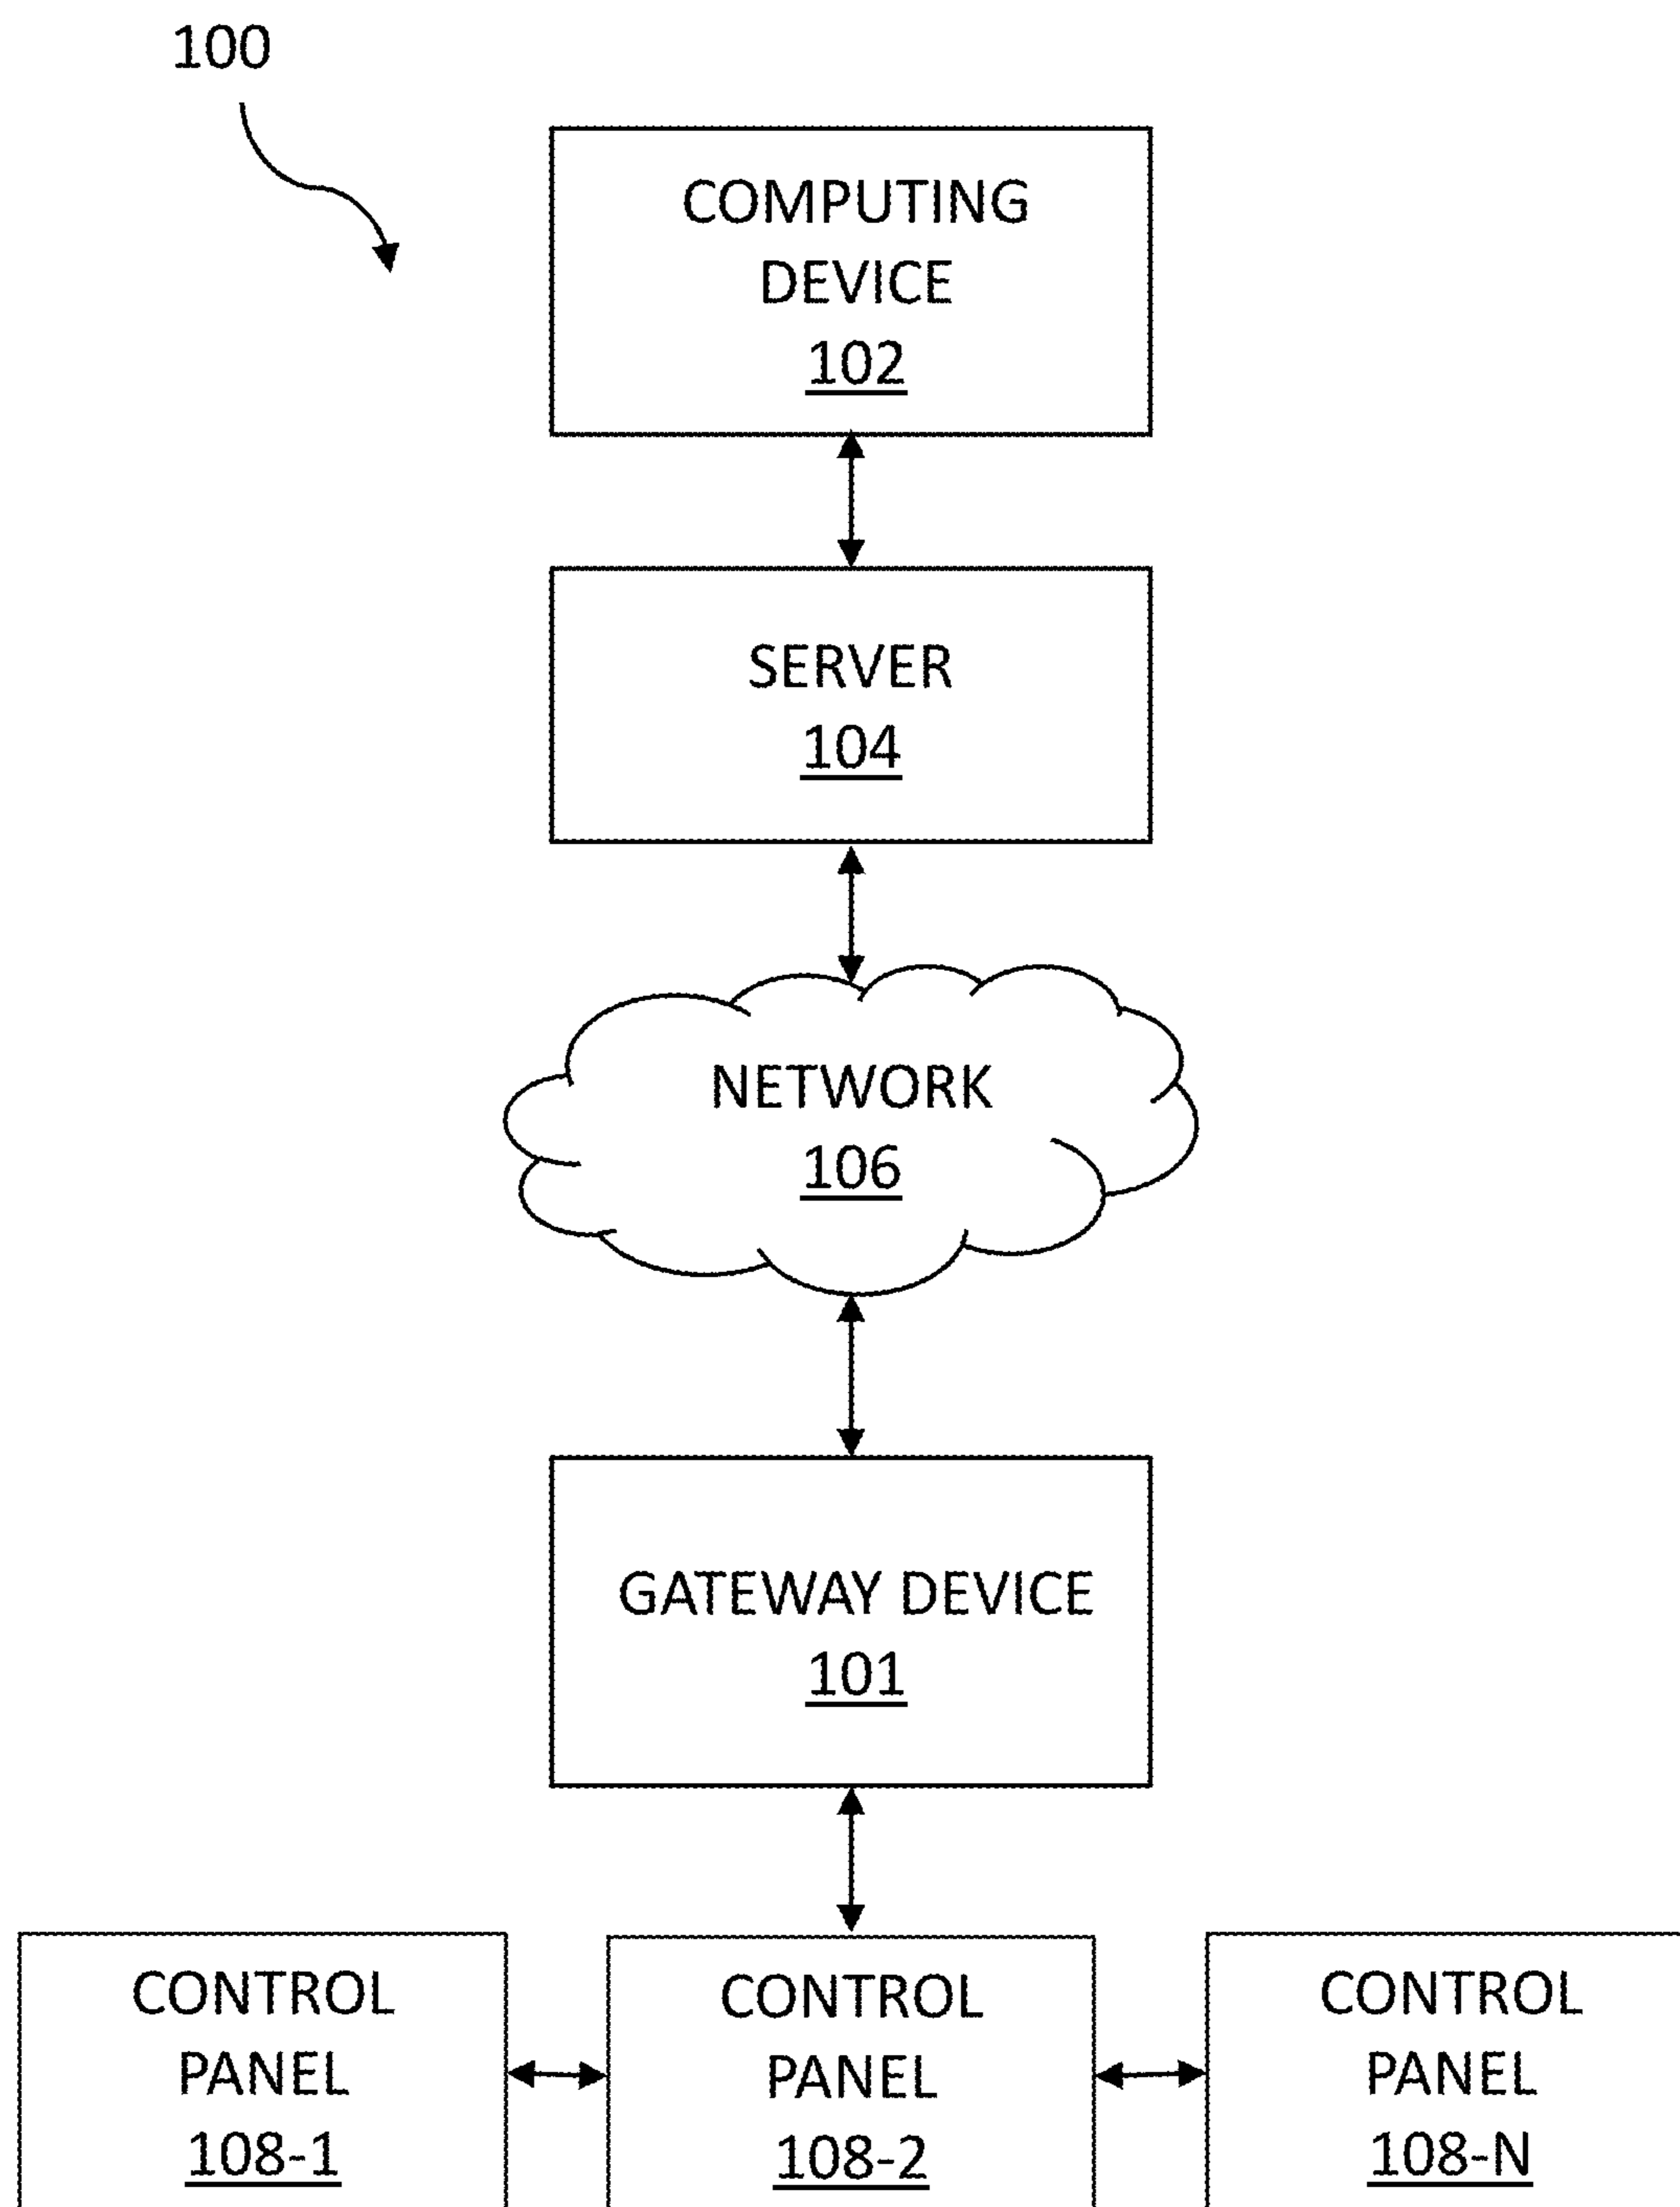 100
COMPUTING
DEVICE
102
SERVER
104
NETWORK
106
GATEWAY DEVICE
101
CONTROL
PANEL
108-1
CONTROL
PANEL
108-2
CONTROL
PANEL
108-N